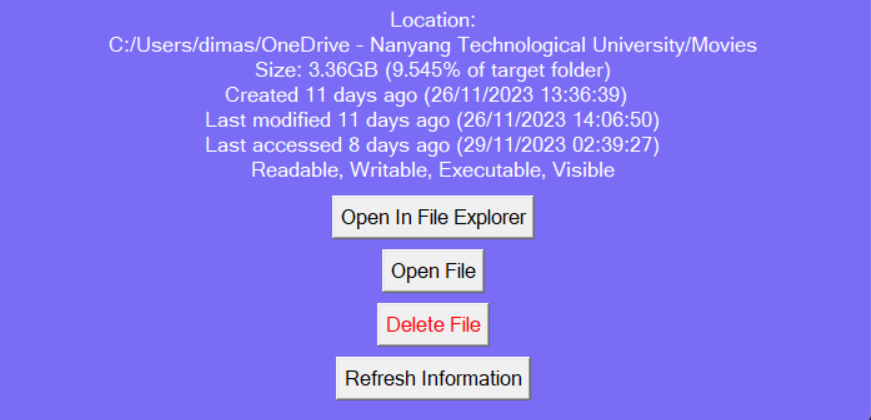 Location:
C:/Users/dimas/OneDrive - Nanyang Technological University/Movies
Size: 3.36GB (9.545% of target folder)
Created 11 days ago (26/11/2023 13:36:39)
Last modified 11 days ago (26/11/2023 14:06:50)
Last accessed 8 days ago (29/11/2023 02:39:27)
Readable, Writable, Executable, Visible
Open In File Explorer
Open File
Delete File
Refresh Information